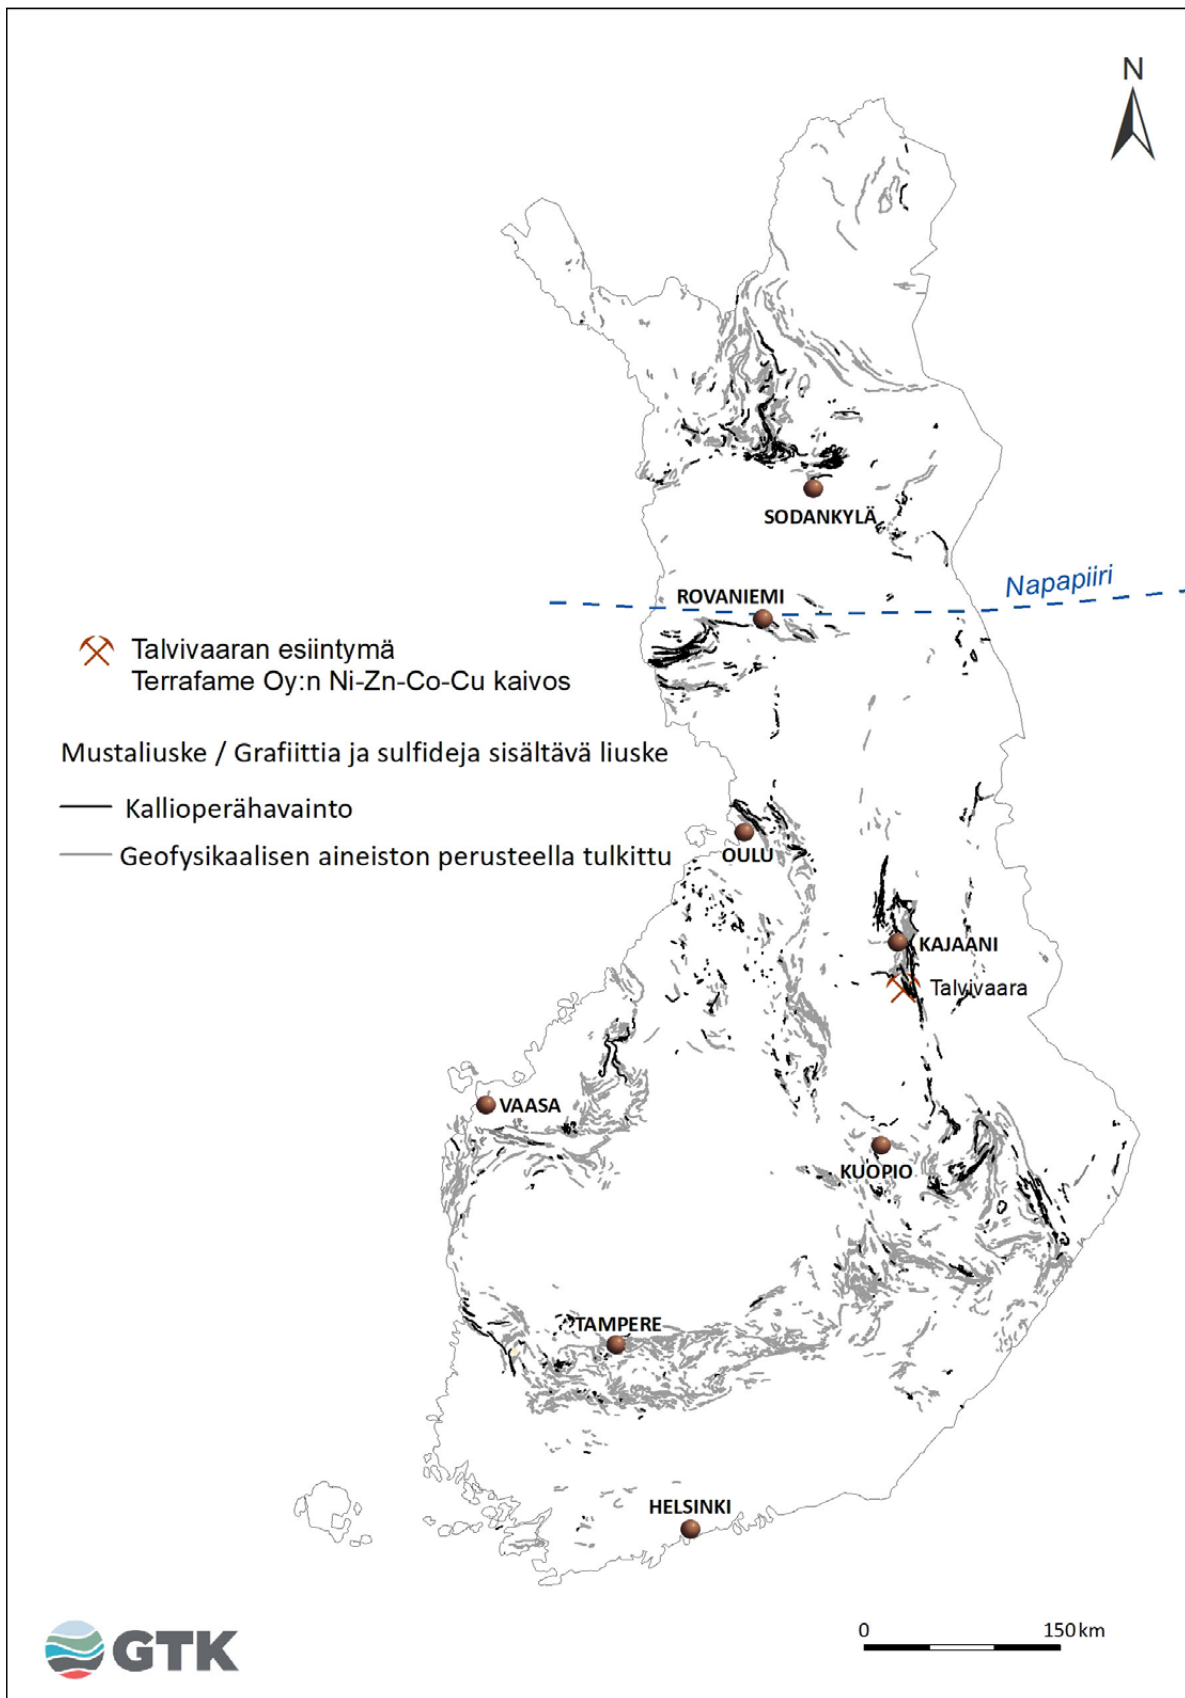 N
SODANKYLÄ
Napapiiri
ROVANIEMI
Talvivaaran esiintymä
Terrafame Oy:n Ni-Zn-Co-Cu kaivos
Mustaliuske / Grafiittia ja sulfideja sisältävä liuske
Kallioperähavainto
Geofysikaalisen aineiston perusteella tulkittu
OULU
KAJAANI
Talvivaara
VAASA
KUOPIO
TAMPERE
HELSINKI
GTK
0 150 km